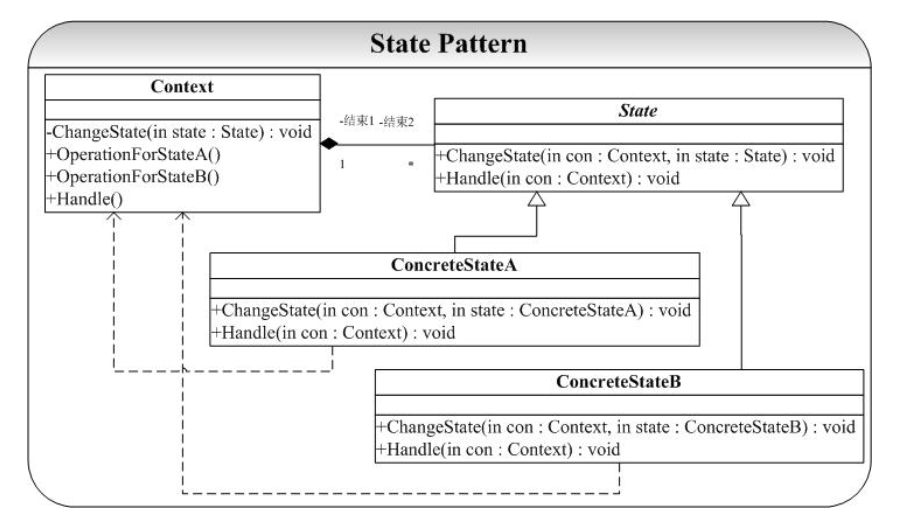 State Pattern
Context
-ChangeState(in state : State) : void
+OperationForStateA()
+OperationForStateB()
+Handle()
-结束1 -结束2
1 *
State
+ChangeState(in con : Context, in state : State) : void
+Handle(in con : Context) : void
ConcreteStateA
+ChangeState(in con : Context, in state : ConcreteStateA) : void
+Handle(in con : Context) : void
ConcreteStateB
+ChangeState(in con : Context, in state : ConcreteStateB) : void
+Handle(in con : Context) : void